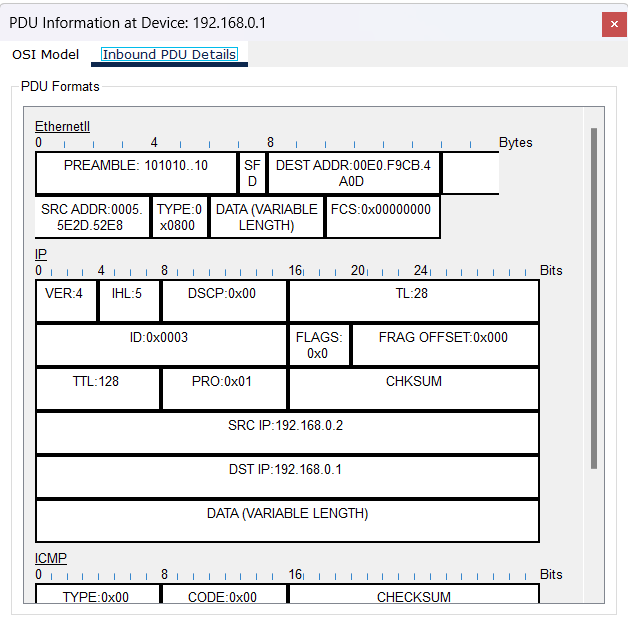 PDU Information at Device: 192.168.0.1
OSI Model Inbound PDU Details
PDU Formats
EthernetII
0 4 8 Bytes
PREAMBLE: 101010..10 SF D DEST ADDR:00E0.F9CB.4 A0D
SRC ADDR:0005. 5E2D.52E8 TYPE:0 x0800 DATA (VARIABLE LENGTH) FCS:0x00000000
IP
0 4 8 16 20 24 Bits
VER:4 IHL:5 DSCP:0x00 TL:28
ID:0x0003 FLAGS: 0x0 FRAG OFFSET:0x000
TTL:128 PRO:0x01 CHKSUM
SRC IP:192.168.0.2
DST IP:192.168.0.1
DATA (VARIABLE LENGTH)
ICMP
0 8 16 Bits
TYPE:0x00 CODE:0x00 CHECKSUM